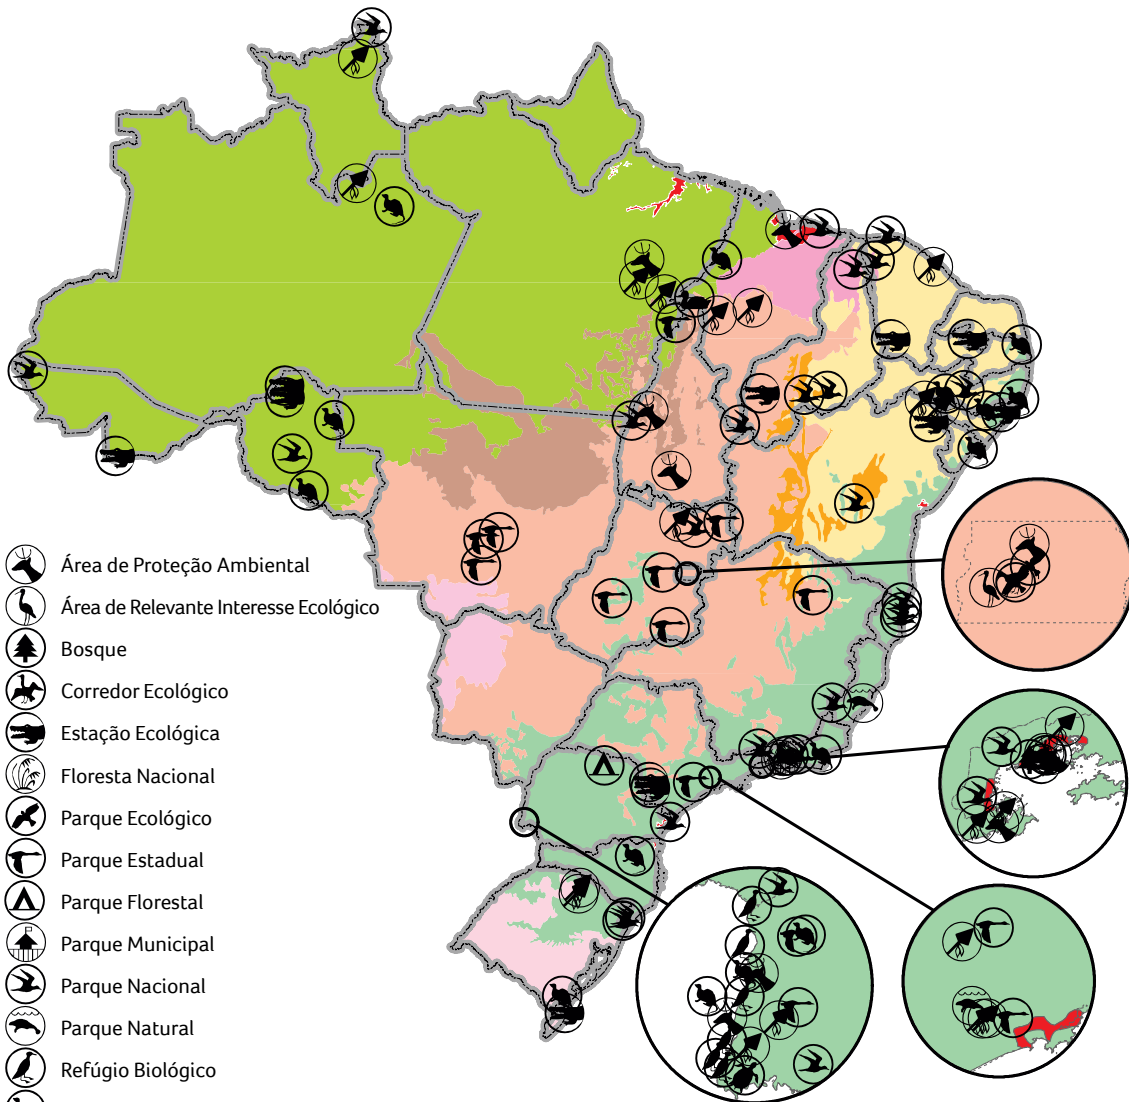 Área de Proteção Ambiental
Área de Relevante Interesse Ecológico
Bosque
Corredor Ecológico
Estação Ecológica
Floresta Nacional
Parque Ecológico
Parque Estadual
Parque Florestal
Parque Municipal
Parque Nacional
Parque Natural
Refúgio Biológico